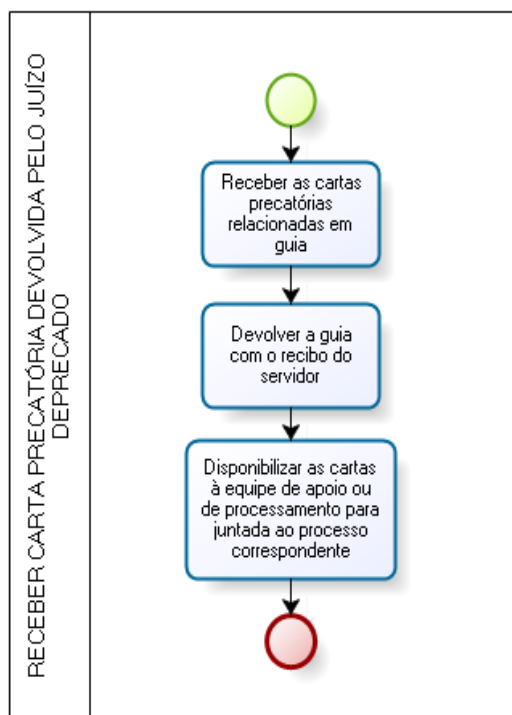 RECEBER CARTA PRECATÓRIA DEVOLVIDA PELO JUÍZO
DEPRECADO
Receber as cartas
precatórias
relacionadas em
guia
Devolver a guia
com o recibo do
servidor
Disponibilizar as cartas
à equipe de apoio ou
de processamento para
juntada ao processo
correspondente